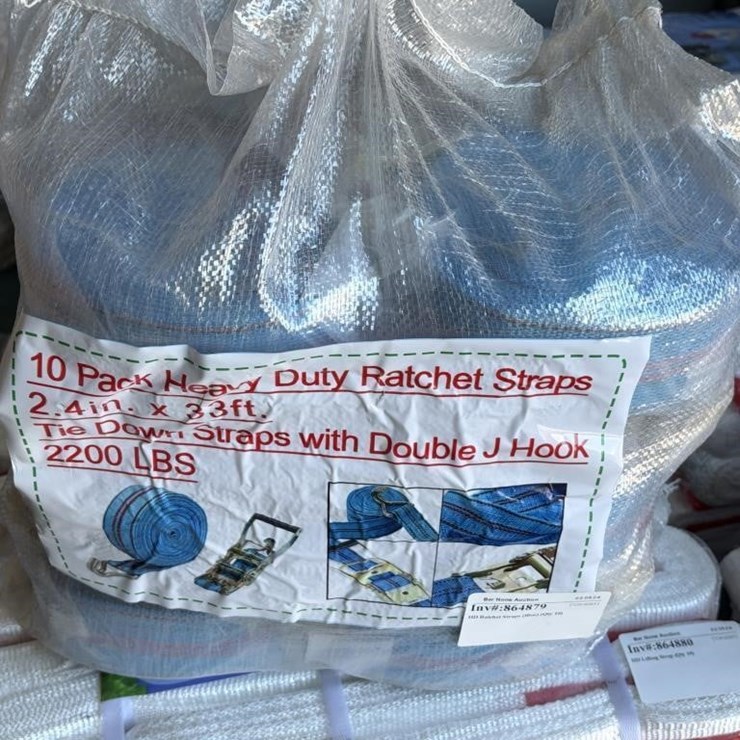 10 Pack Heavy Duty Ratchet Straps
2.4in. x 33ft.
Tie Down Straps with Double J Hook
2200 LBS
Inv#:864879
Inv#:864880